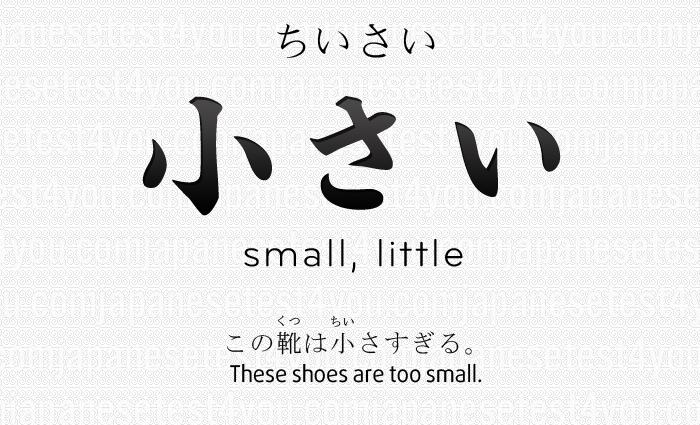 ちいさい
小さい
small, little
くつ ちい
この靴は小さすぎる。
These shoes are too small.